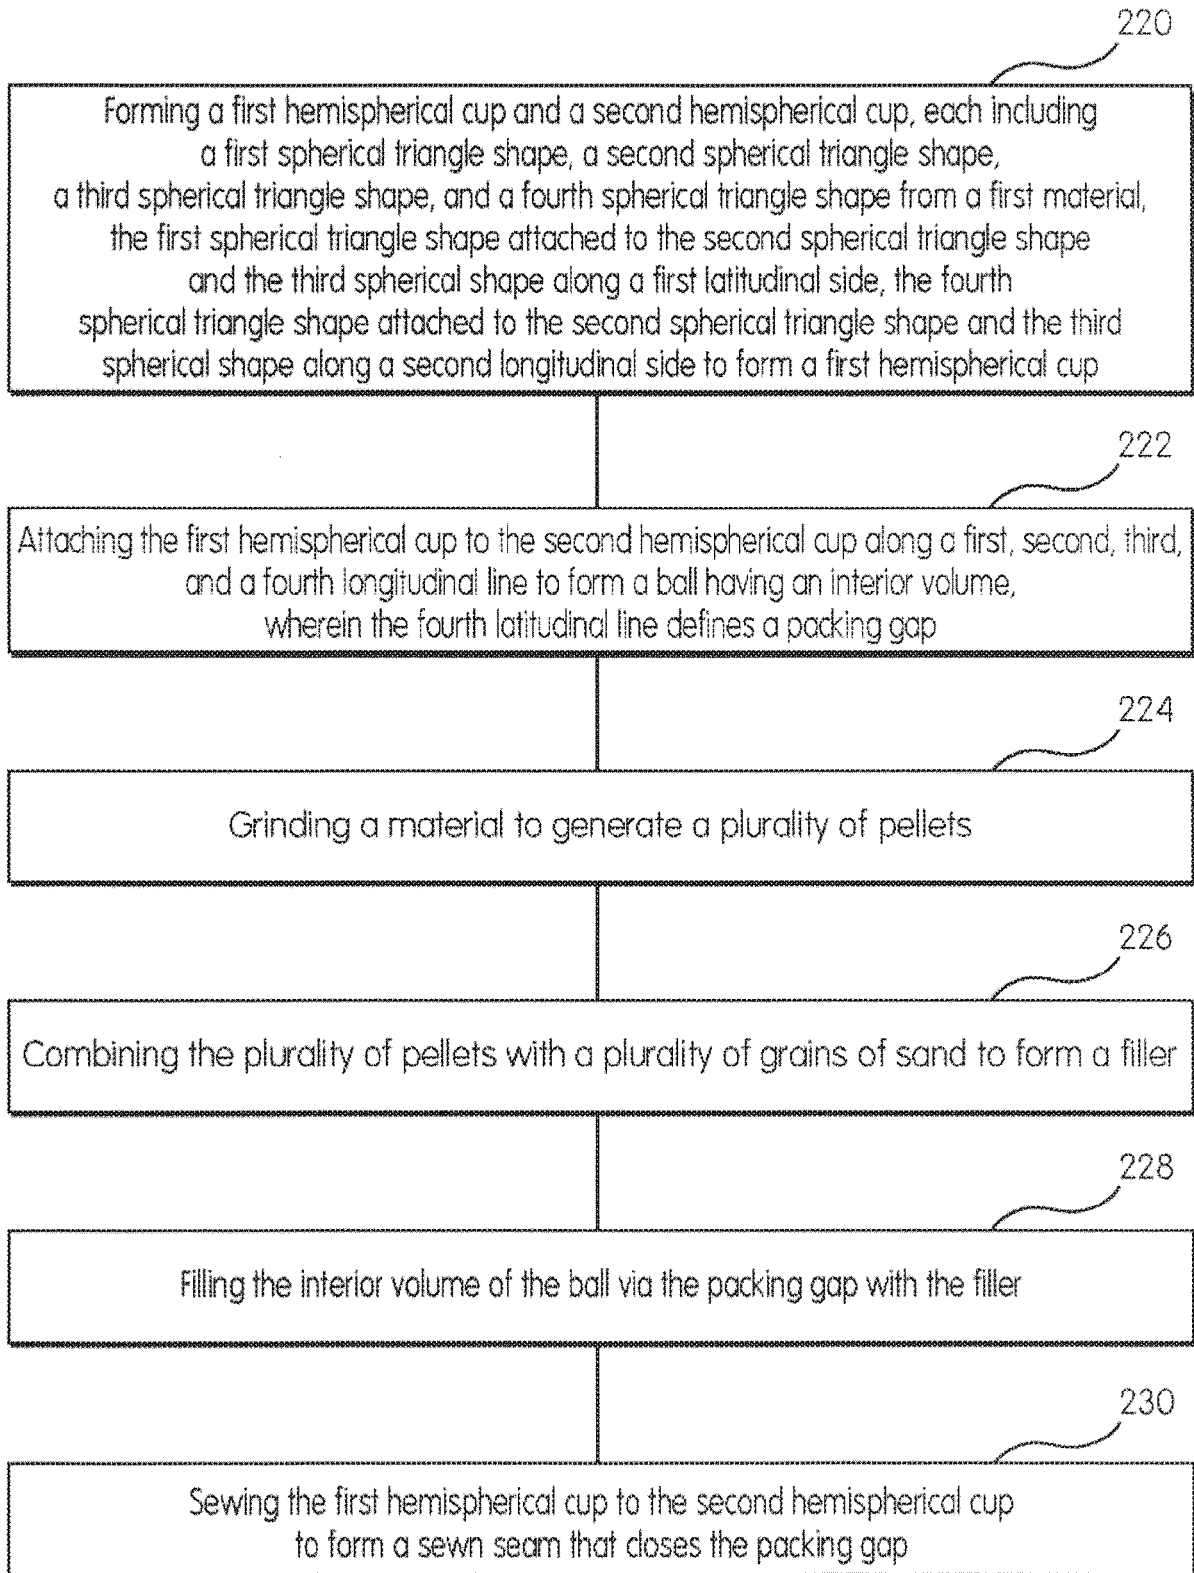 220
Forming a first hemispherical cup and a second hemispherical cup, each including
a first spherical triangle shape, a second spherical triangle shape,
a third spherical triangle shape, and a fourth spherical triangle shape from a first material,
the first spherical triangle shape attached to the second spherical triangle shape
and the third spherical shape along a first latitudinal side, the fourth
spherical triangle shape attached to the second spherical triangle shape and the third
spherical shape along a second longitudinal side to form a first hemispherical cup
222
Attaching the first hemispherical cup to the second hemispherical cup along a first, second, third,
and a fourth longitudinal line to form a ball having an interior volume,
wherein the fourth latitudinal line defines a packing gap
224
Grinding a material to generate a plurality of pellets
226
Combining the plurality of pellets with a plurality of grains of sand to form a filler
228
Filling the interior volume of the ball via the packing gap with the filler
230
Sewing the first hemispherical cup to the second hemispherical cup
to form a sewn seam that closes the packing gap